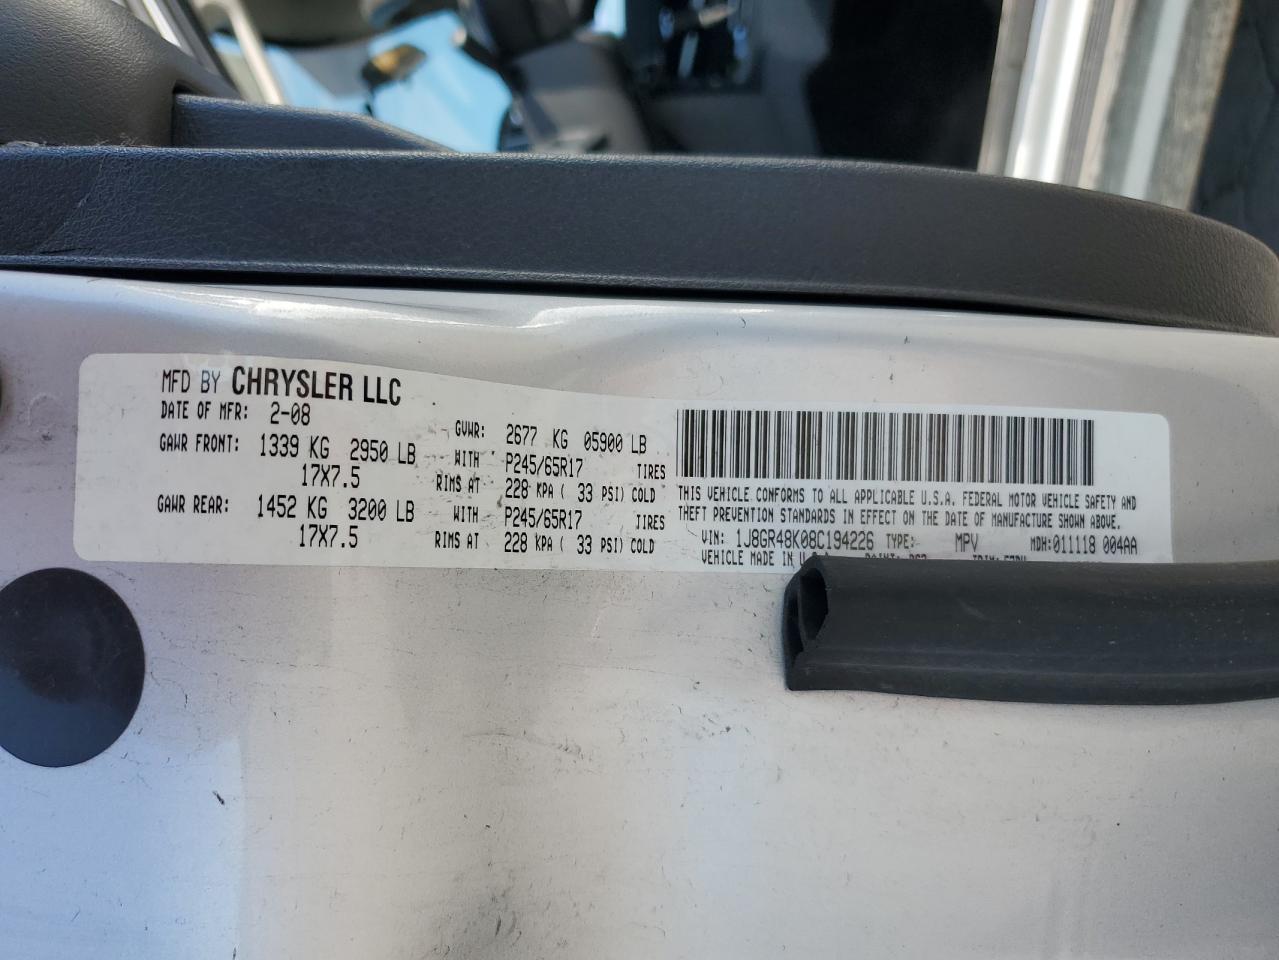 MFD BY CHRYSLER LLC
DATE OF MFR: 2-08
GVWR: 2677 KG 05900 LB
GAWR FRONT: 1339 KG 2950 LB WITH P245/65R17 TIRES
17X7.5 RIMS AT 228 KPA ( 33 PSI) COLD
GAWR REAR: 1452 KG 3200 LB WITH P245/65R17 TIRES
17X7.5 RIMS AT 228 KPA ( 33 PSI) COLD
THIS VEHICLE CONFORMS TO ALL APPLICABLE U.S.A. FEDERAL MOTOR VEHICLE SAFETY AND
THEFT PREVENTION STANDARDS IN EFFECT ON THE DATE OF MANUFACTURE SHOWN ABOVE.
VIN: 1J8GR48K08C194226 TYPE: MPV MDH: 011118 004AA
VEHICLE MADE IN